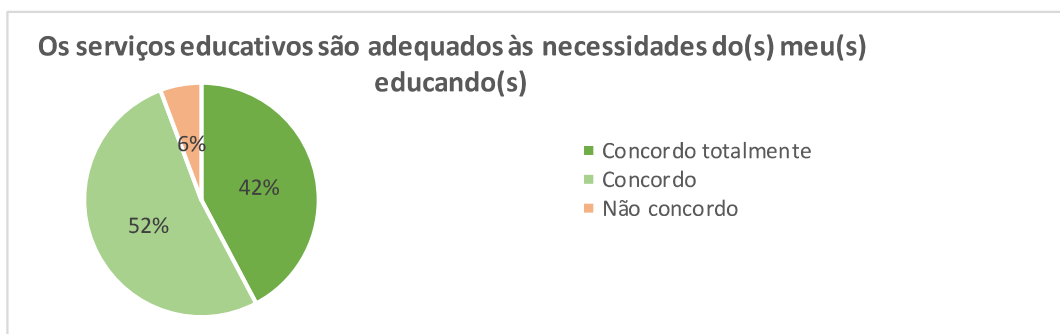 Os serviços educativos são adequados às necessidades do(s) meu(s)
educando(s)
6%
42%
52%
Concordo totalmente
Concordo
Não concordo